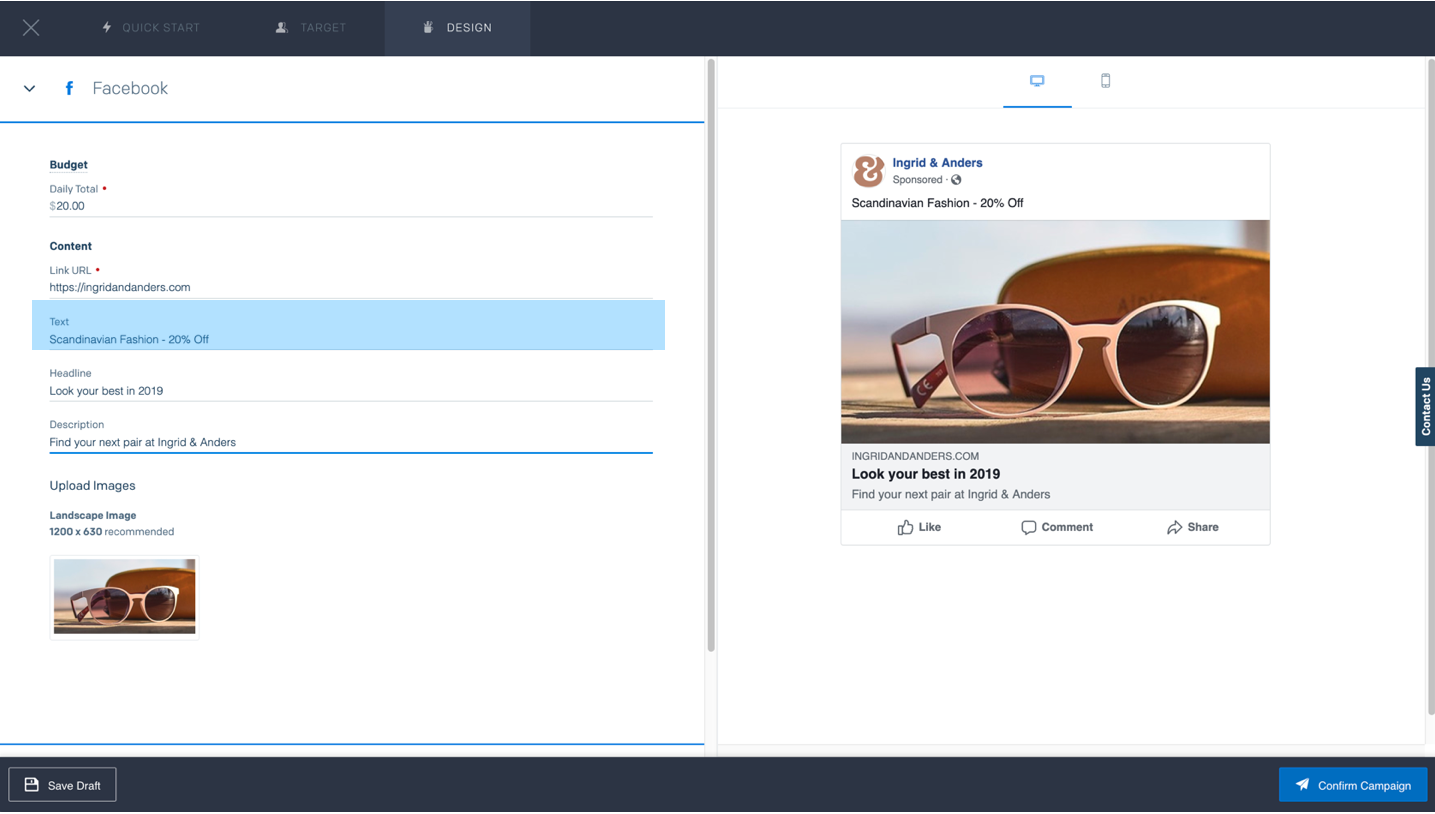 QUICK START
TARGET
DESIGN
Facebook
Budget
Daily Total •
$20.00
Content
Link URL •
https://ingridandanders.com
Text
Scandinavian Fashion - 20% Off
Headline
Look your best in 2019
Description
Find your next pair at Ingrid & Anders
Upload Images
Landscape Image
1200 x 630 recommended
&
Ingrid & Anders
Sponsored ·
Scandinavian Fashion - 20% Off
CE
INGRIDANDANDERS.COM
Look your best in 2019
Find your next pair at Ingrid & Anders
Like
Comment
Share
Contact Us
Save Draft
Confirm Campaign